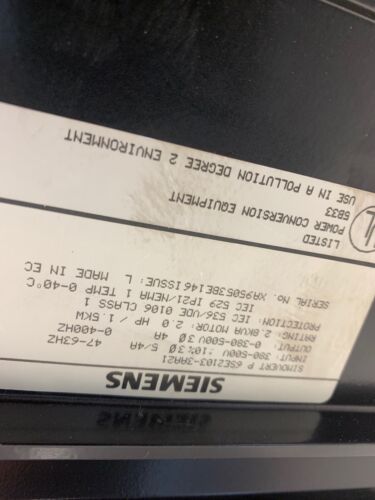 SIEMENS
SIMOVERT P 6SE2103-3AA21
INPUT: 380-500V ±10% 3Ø 5/4A 47-63HZ
OUTPUT: 0-380-500V 3Ø 4A 0-400HZ
RATING: 2.8KVA MOTOR: 2.0 HP / 1.5KW
PROTECTION: IEC 536/VDE 0106 CLASS 1
IEC 529 IP21/NEMA 1 TEMP 0-40°C
SERIAL NO. XA95053BE1146 ISSUE: L MADE IN EC
UL
LISTED
POWER CONVERSION EQUIPMENT
5B33
USE IN A POLLUTION DEGREE 2 ENVIRONMENT